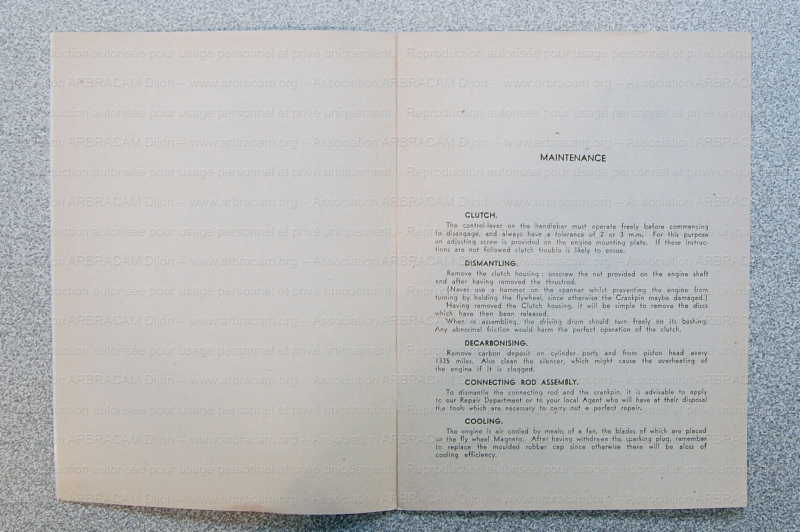 MAINTENANCE
CLUTCH.
The control-lever on the handlebar must operate freely before commencing
to disengage, and always have a tolerance of 2 or 3 m.m. For this purpose
an adjusting screw is provided on the engine mounting plate. If these instruc-
tions are not followed clutch trouble is likely to ensue.
DISMANTLING.
Remove the clutch housing : unscrew the nut provided on the engine shaft
and after having removed the thrustrod.
(Never use a hammer on the spanner whilst preventing the engine from
turning by holding the flywheel, since otherwise the Crankpin maybe damaged.)
Having removed the Clutch housing, it will be simple to remove the discs
which have then been released.
When re assembling, the driving drum should turn freely on its bushing.
Any abnormal friction would harm the perfect operation of the clutch.
DECARBONISING.
Remove carbon deposit on cylinder ports and from piston head every
1335 miles. Also clean the silencer, which might cause the overheating of
the engine if it is clogged.
CONNECTING ROD ASSEMBLY.
To dismantle the connecting rod and the crankpin, it is advisable to apply
to our Repair Department or to your local Agent who will have at their disposal
the tools which are necessary to carry out a perfect repair.
COOLING.
The engine is air cooled by means of a fan, the blades of which are placed
on the fly wheel Magneto. After having withdrawn the sparking plug, remember
to replace the moulded rubber cap since otherwise there will be aloss of
cooling efficiency.
Reproduction autorisée pour usage personnel et privé uniquement.
Association ARBRACAM Dijon -- www.arbracam.org --